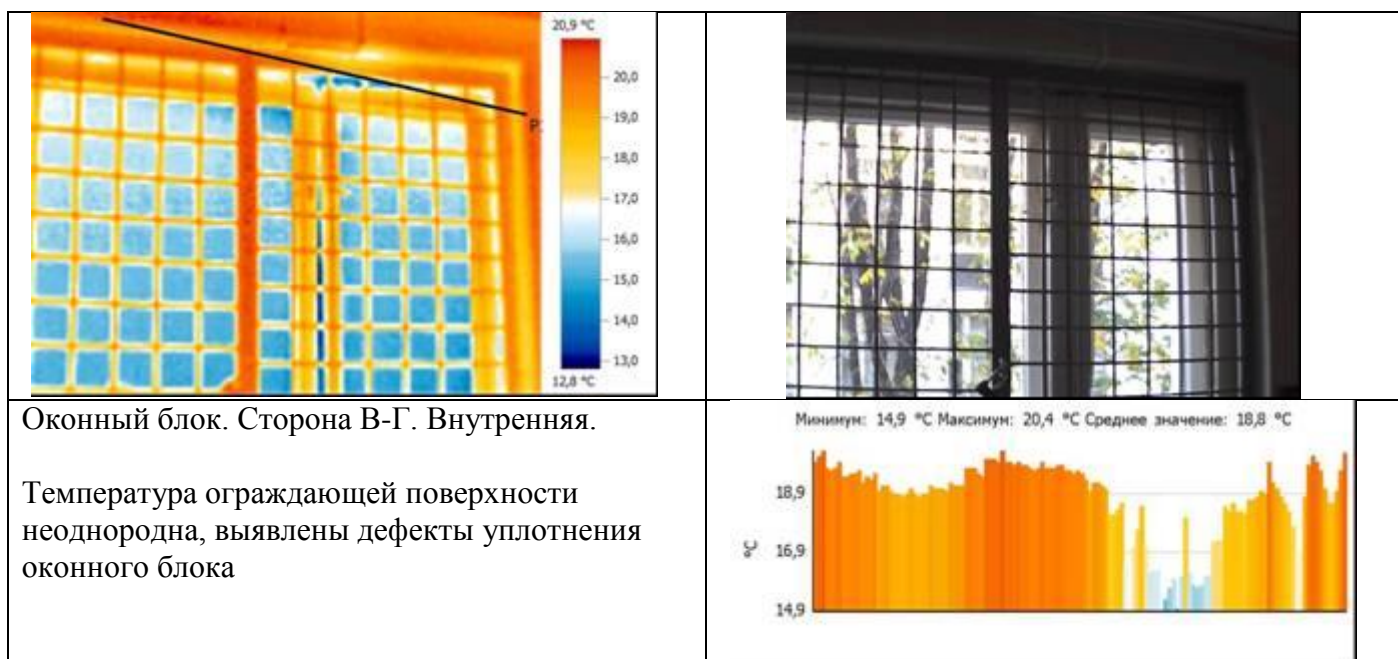 20,9 °C
20,0
19,0
18,0
17,0
16,0
15,0
14,0
13,0
12,8 °C
P
Оконный блок. Сторона В-Г. Внутренняя.
Температура ограждающей поверхности
неоднородна, выявлены дефекты уплотнения
оконного блока
Минимум: 14,9 °C Максимум: 20,4 °C Среднее значение: 18,8 °C
18,9
°C
16,9
14,9